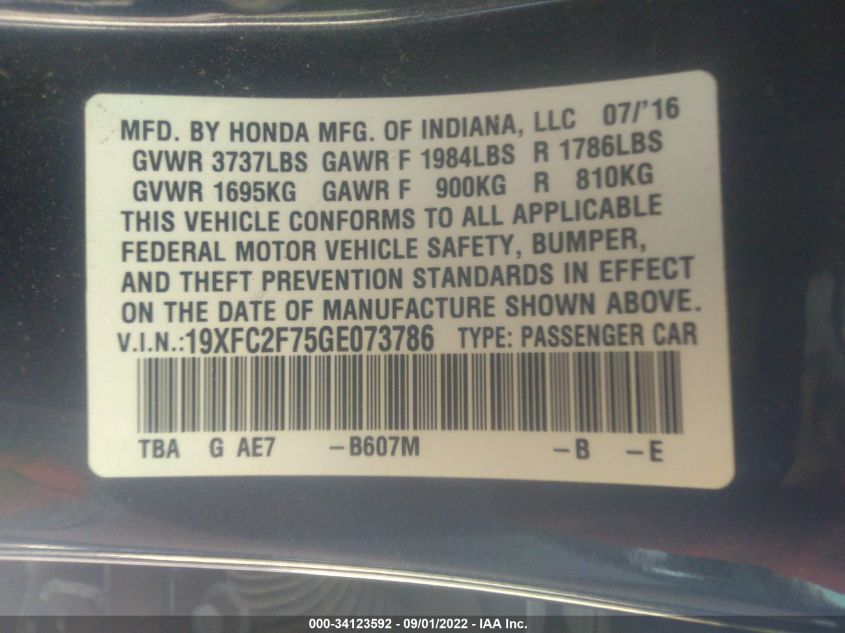 MFD. BY HONDA MFG. OF INDIANA, LLC 07/'16
GVWR 3737LBS GAWR F 1984LBS R 1786LBS
GVWR 1695KG GAWR F 900KG R 810KG
THIS VEHICLE CONFORMS TO ALL APPLICABLE
FEDERAL MOTOR VEHICLE SAFETY, BUMPER,
AND THEFT PREVENTION STANDARDS IN EFFECT
ON THE DATE OF MANUFACTURE SHOWN ABOVE.
V.I.N.:19XFC2F75GE073786 TYPE: PASSENGER CAR
TBA G AE7 -B607M -B -E
000-34123592 - 09/01/2022 - IAA Inc.